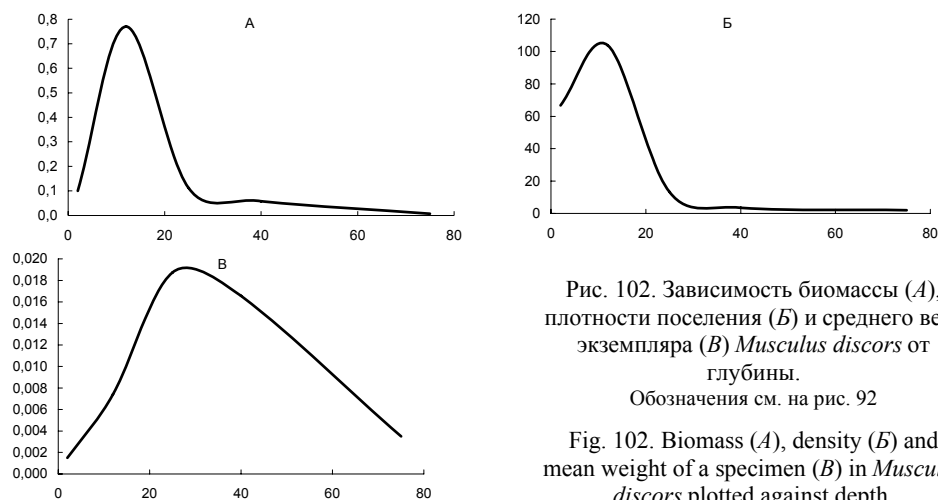 А
0,8
0,7
0,6
0,5
0,4
0,3
0,2
0,1
0,0
0 20 40 60 80
Б
120
100
80
60
40
20
0
0 20 40 60 80
В
0,020
0,018
0,016
0,014
0,012
0,010
0,008
0,006
0,004
0,002
0,000
0 20 40 60 80
Рис. 102. Зависимость биомассы (А),
плотности поселения (Б) и среднего ве
экземпляра (В) Musculus discors от
глубины.
Обозначения см. на рис. 92
Fig. 102. Biomass (A), density (Б) and
mean weight of a specimen (В) in Muscul
discors plotted against depth